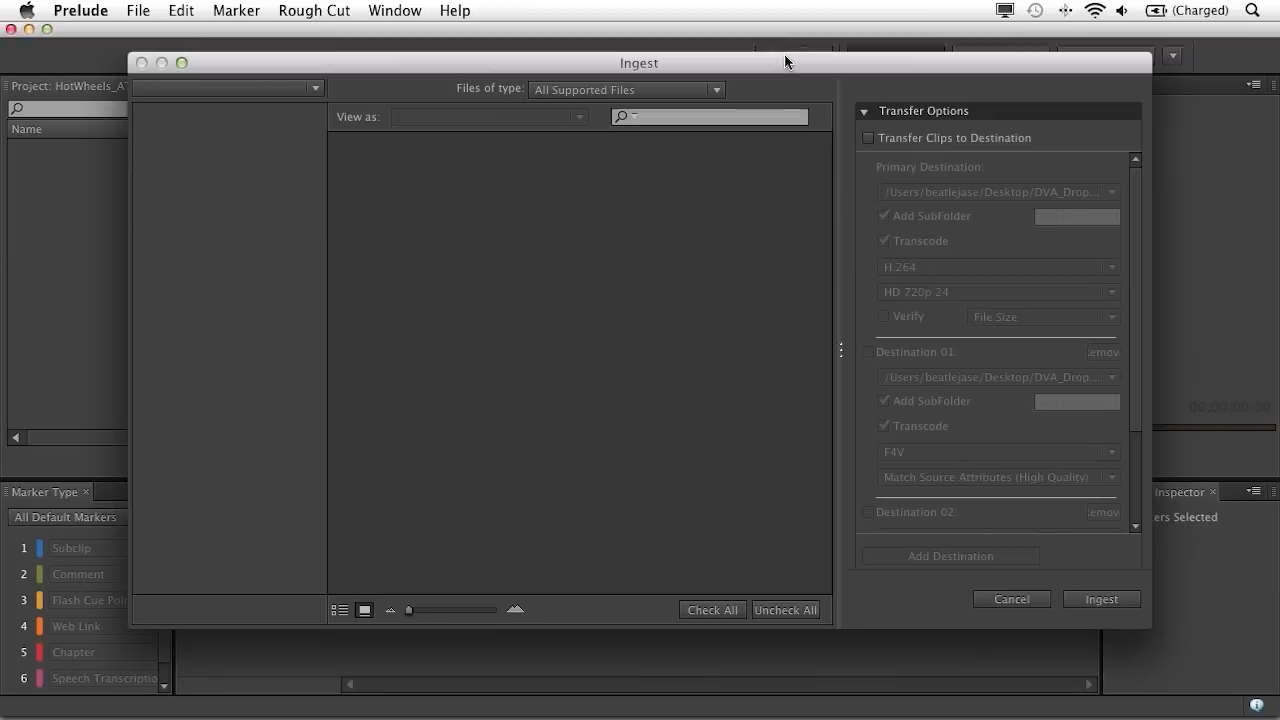 Prelude File Edit Marker Rough Cut Window Help (Charged)
Ingest
Project: HotWheels_AT
Files of type: All Supported Files
View as:
Name
Transfer Options
Transfer Clips to Destination
Primary Destination:
/Users/beatlejase/Desktop/DVA_Drop...
Add SubFolder
Transcode
H.264
HD 720p 24
Verify File Size
Destination 01:
/Users/beatlejase/Desktop/DVA_Drop...
Add SubFolder
00:00:00:00
Transcode
F4V
Match Source Attributes (High Quality)
Destination 02:
Add Destination
Cancel Ingest
Check All Uncheck All
Marker Type
All Default Markers
1 Subclip
2 Comment
3 Flash Cue Poi
4 Web Link
5 Chapter
6 Speech Transcriptio
Inspector
ers Selected